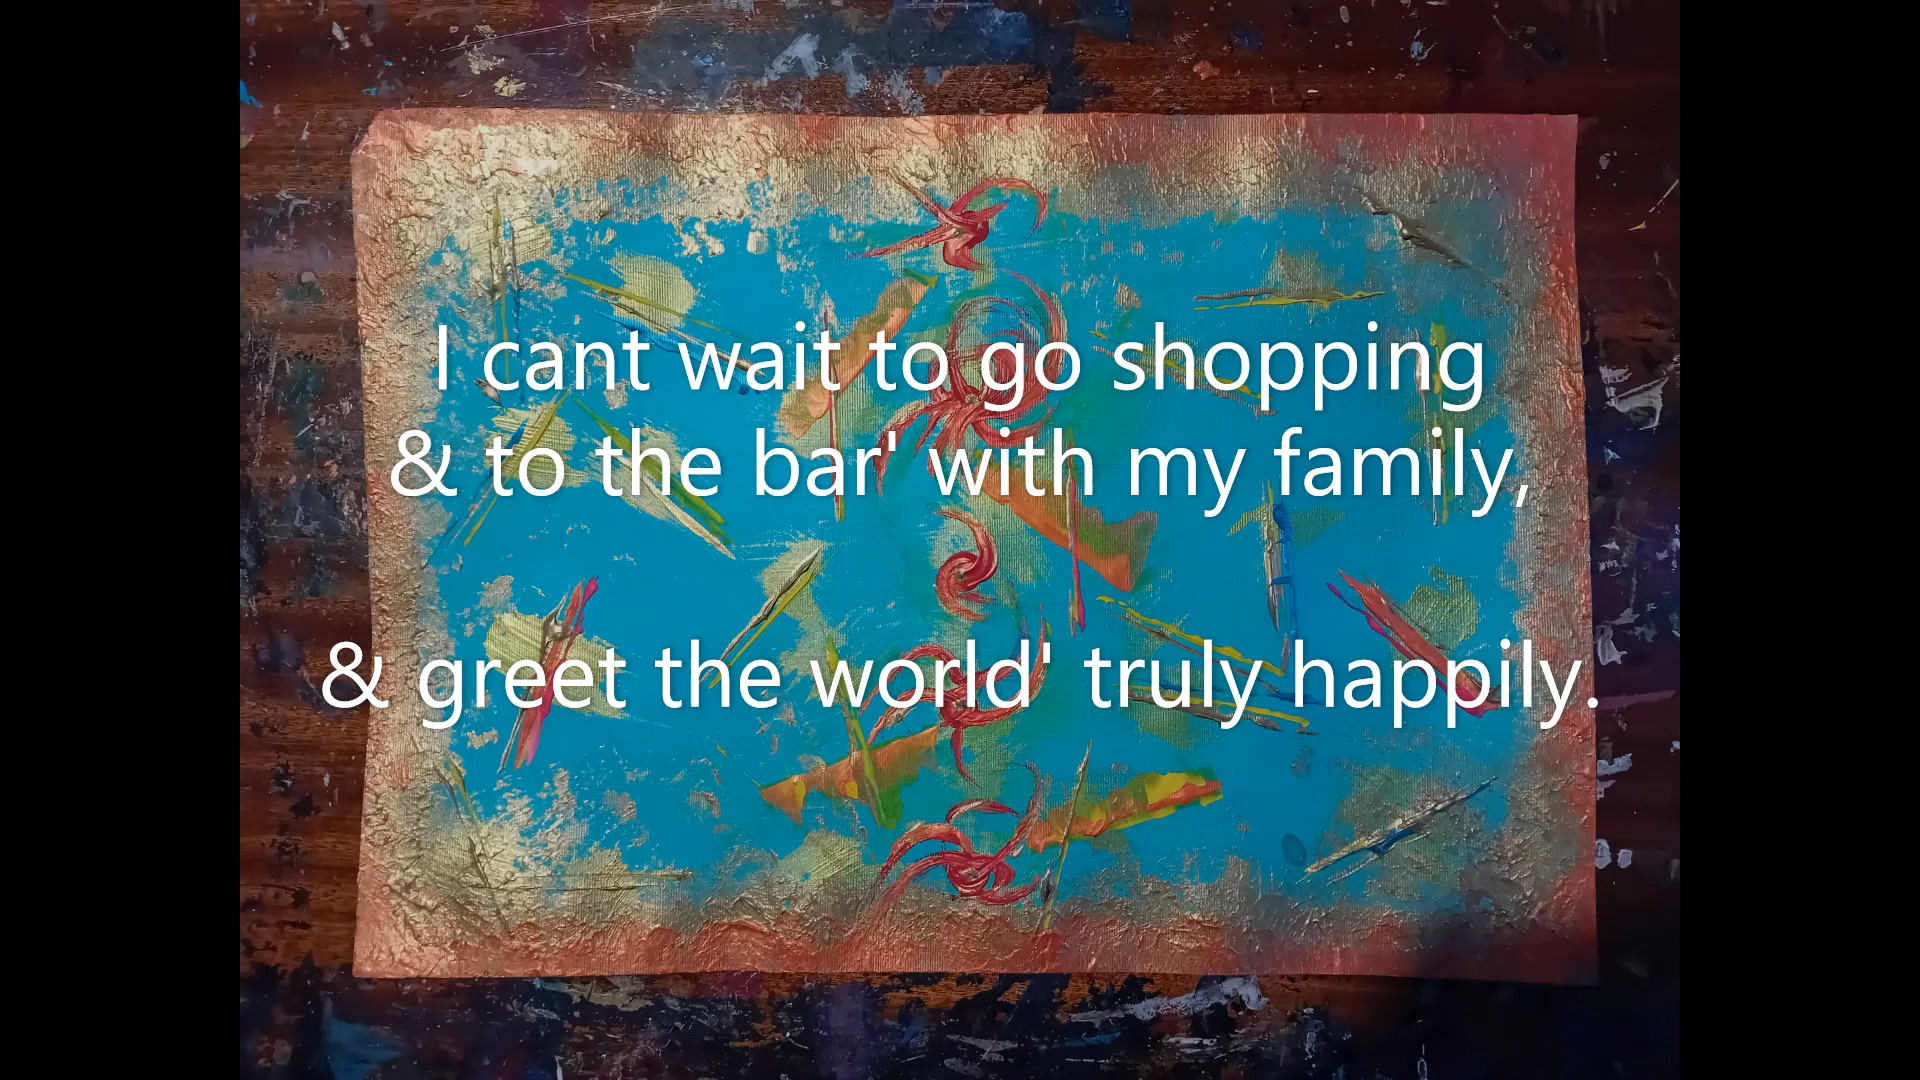 I cant wait to go shopping
& to the bar' with my family,
& greet the world' truly happily.